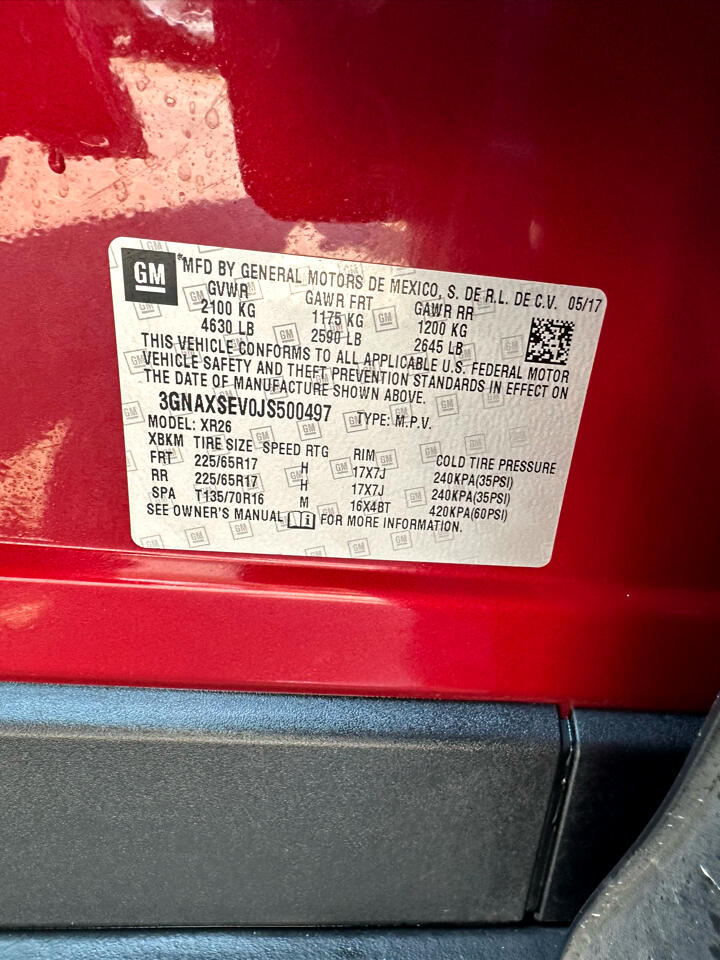 GM *MFD BY GENERAL MOTORS DE MEXICO, S. DE R.L. DE C.V. 05/17
GVWR GAWR FRT GAWR RR
2100 KG 1175 KG 1200 KG
4630 LB 2590 LB 2645 LB
THIS VEHICLE CONFORMS TO ALL APPLICABLE U.S. FEDERAL MOTOR
VEHICLE SAFETY AND THEFT PREVENTION STANDARDS IN EFFECT ON
THE DATE OF MANUFACTURE SHOWN ABOVE.
3GNAXSEV0JS500497 TYPE: M.P.V.
MODEL: XR26
XBKM TIRE SIZE SPEED RTG RIM COLD TIRE PRESSURE
FRT 225/65R17 H 17X7J 240KPA(35PSI)
RR 225/65R17 H 17X7J 240KPA(35PSI)
SPA T135/70R16 M 16X4BT 420KPA(60PSI)
SEE OWNER'S MANUAL i FOR MORE INFORMATION.